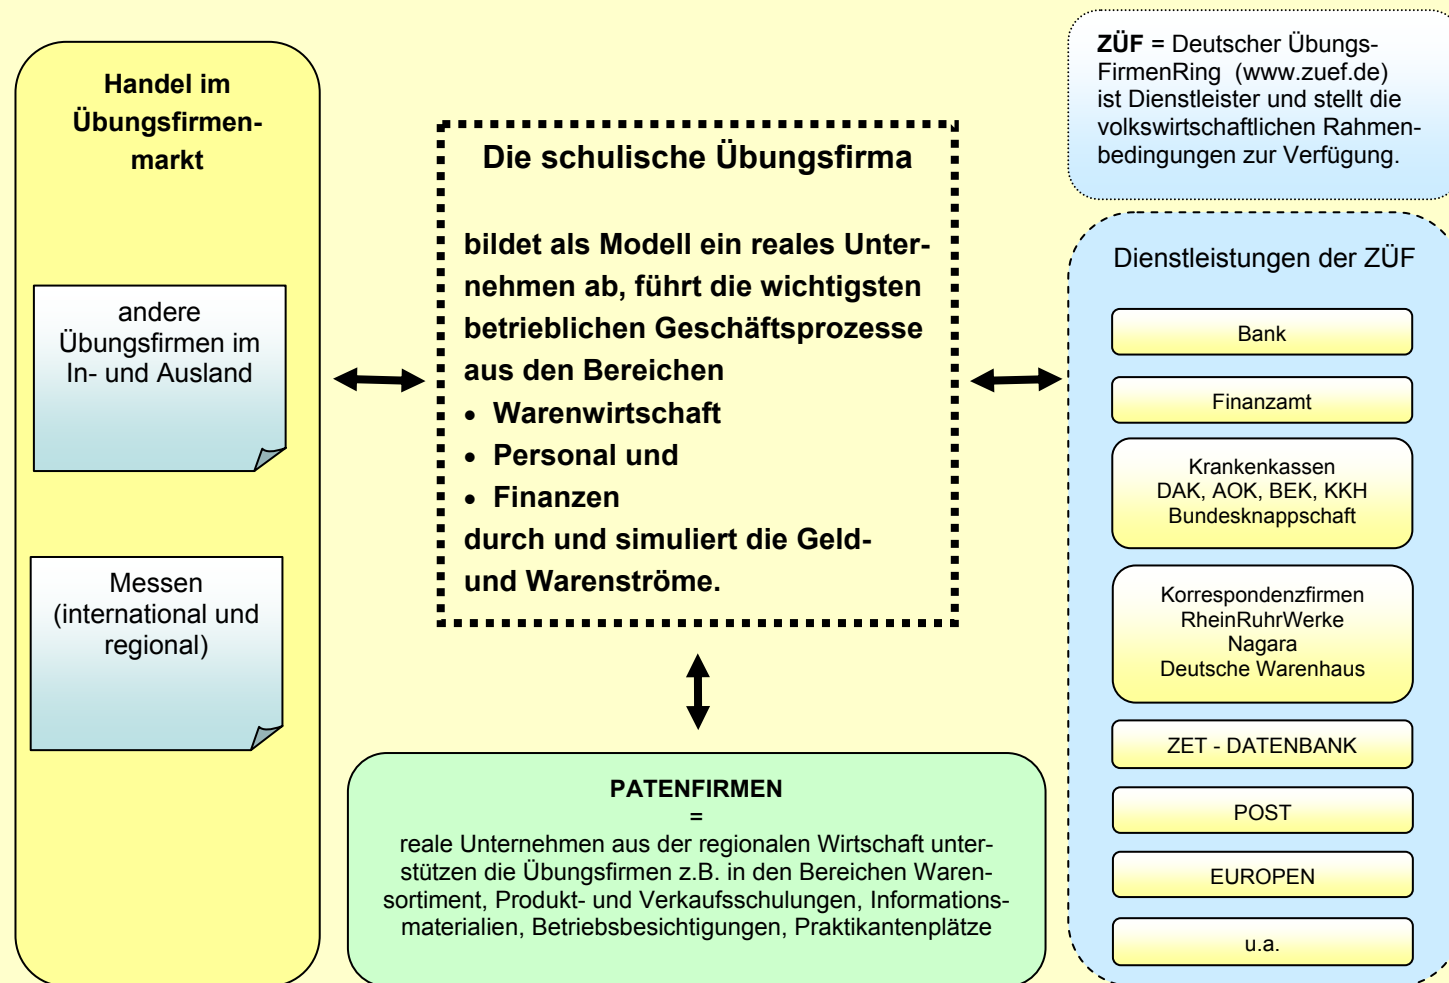 Handel im
Übungsfirmen-
markt
andere
Übungsfirmen im
In- und Ausland
Messen
(international und
regional)
Die schulische Übungsfirma
bildet als Modell ein reales Unter-
nehmen ab, führt die wichtigsten
betrieblichen Geschäftsprozesse
aus den Bereichen
• Warenwirtschaft
• Personal und
• Finanzen
durch und simuliert die Geld-
und Warenströme.
PATENFIRMEN
=
reale Unternehmen aus der regionalen Wirtschaft unter-
stützen die Übungsfirmen z.B. in den Bereichen Waren-
sortiment, Produkt- und Verkaufsschulungen, Informations-
materialien, Betriebsbesichtigungen, Praktikantenplätze
ZÜF = Deutscher Übungs-
FirmenRing (www.zuef.de)
ist Dienstleister und stellt die
volkswirtschaftlichen Rahmen-
bedingungen zur Verfügung.
Dienstleistungen der ZÜF
Bank
Finanzamt
Krankenkassen
DAK, AOK, BEK, KKH
Bundesknappschaft
Korrespondenzfirmen
RheinRuhrWerke
Nagara
Deutsche Warenhaus
ZET - DATENBANK
POST
EUROPEN
u.a.